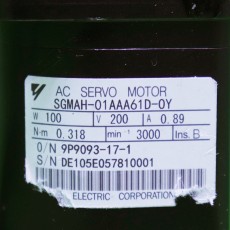 AC SERVO MOTOR
SGMAH-01AAA61D-OY
W 100 V 200 A 0.89
N·m 0.318 min⁻¹ 3000 Ins. B
O/N 9P9093-17-1
S/N DE105E057810001
ELECTRIC CORPORATION